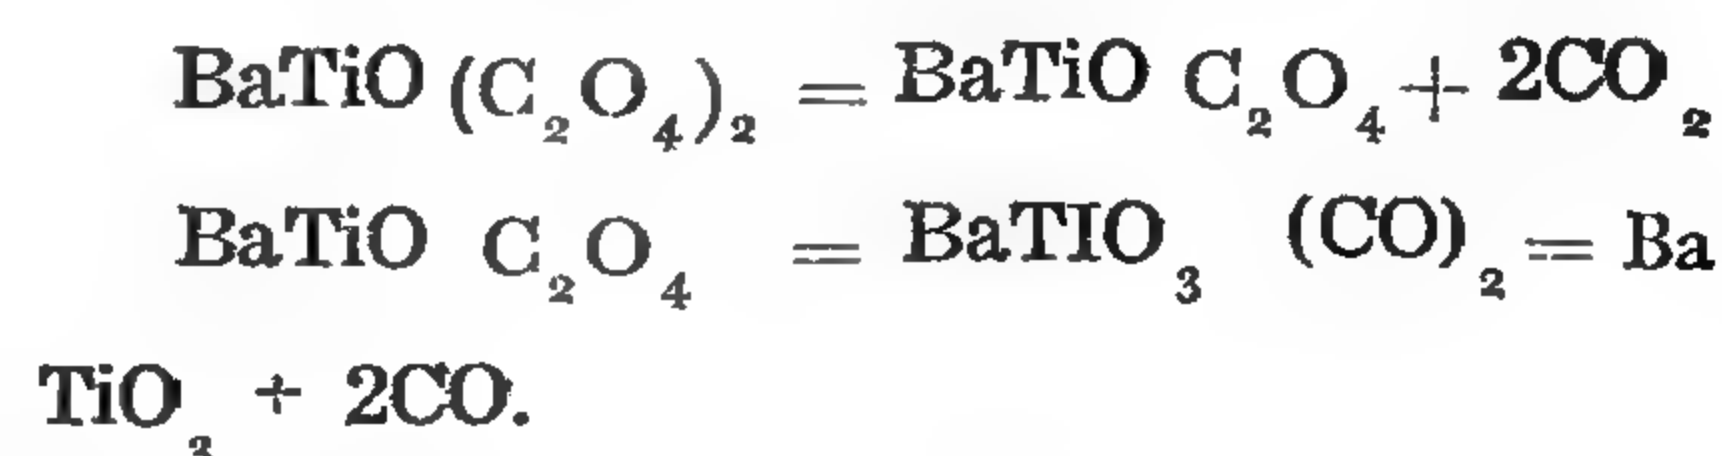 BaTiO (C₂O₄)₂ = BaTiO C₂O₄ + 2CO₂
BaTiO C₂O₄ = BaTIO₃ (CO)₂ = Ba
TiO₃ + 2CO.